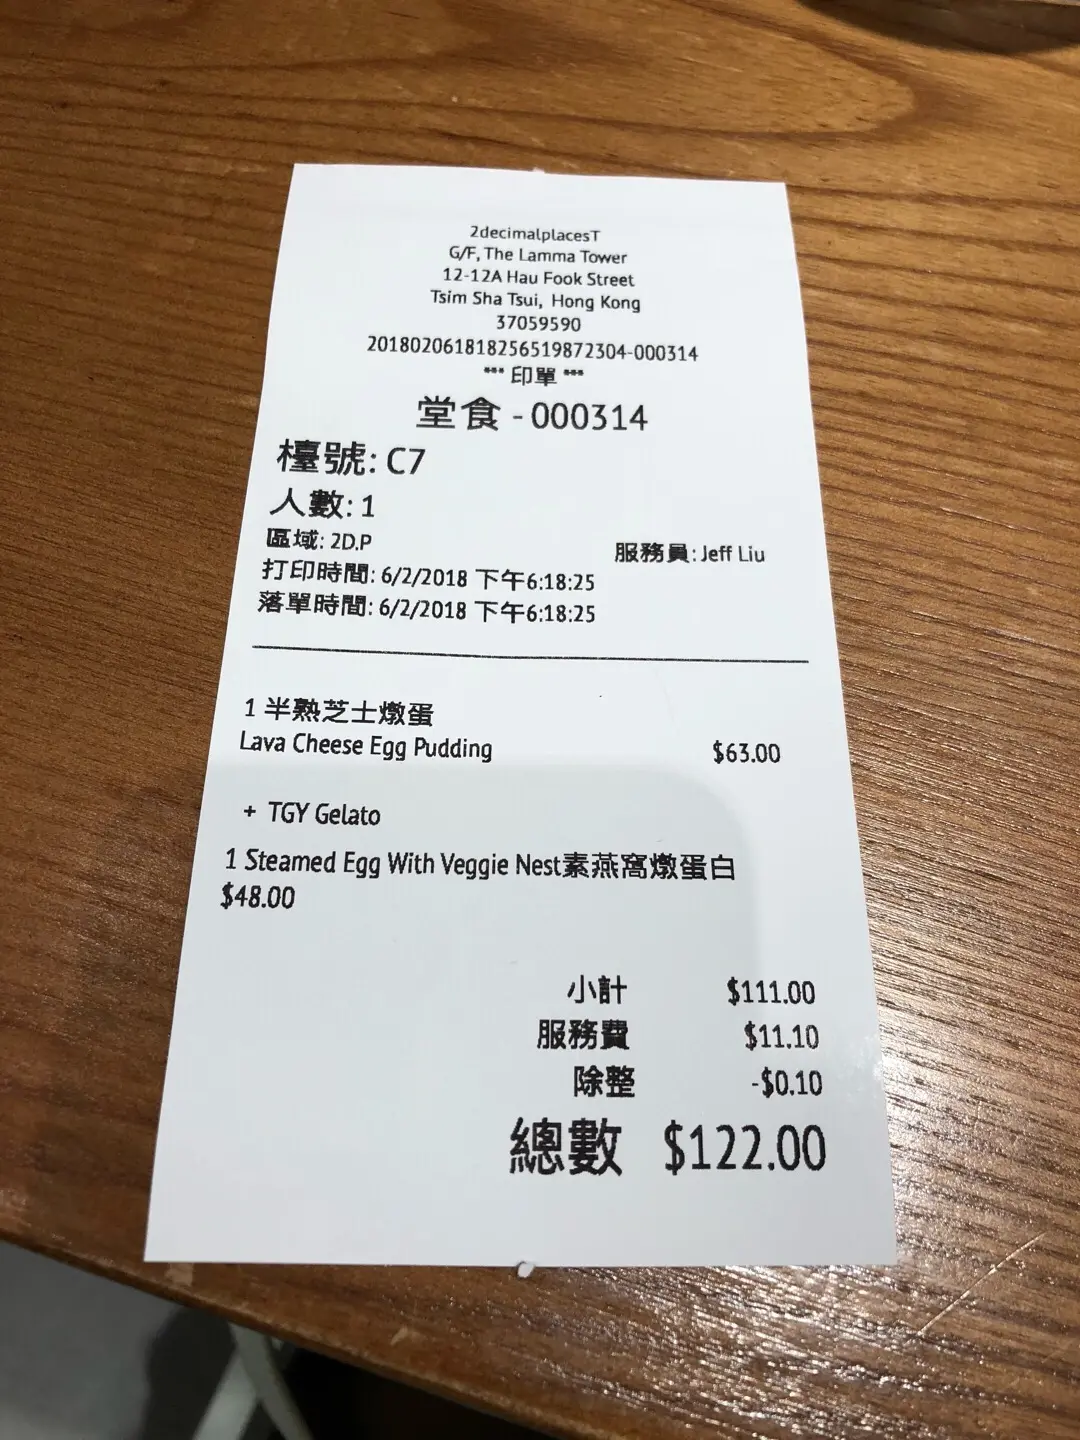 2decimalplacesT
G/F, The Lamma Tower
12-12A Hau Fook Street
Tsim Sha Tsui, Hong Kong
37059590
201802061818256519872304-000314
*** 印單 ***
堂食 - 000314
檯號: C7
人數: 1
區域: 2D.P 服務員: Jeff Liu
打印時間: 6/2/2018 下午6:18:25
落單時間: 6/2/2018 下午6:18:25
1 半熟芝士燉蛋
Lava Cheese Egg Pudding $63.00
+ TGY Gelato
1 Steamed Egg With Veggie Nest素燕窩燉蛋白
$48.00
小計 $111.00
服務費 $11.10
除整 -$0.10
總數 $122.00